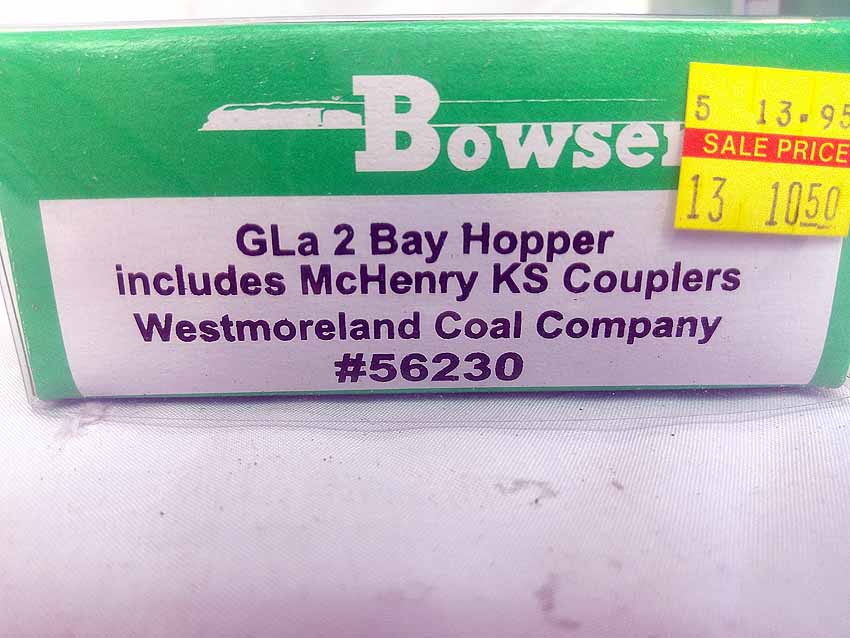 Bowser
5 13.95
SALE PRICE
13 1050
GLa 2 Bay Hopper
includes McHenry KS Couplers
Westmoreland Coal Company
#56230